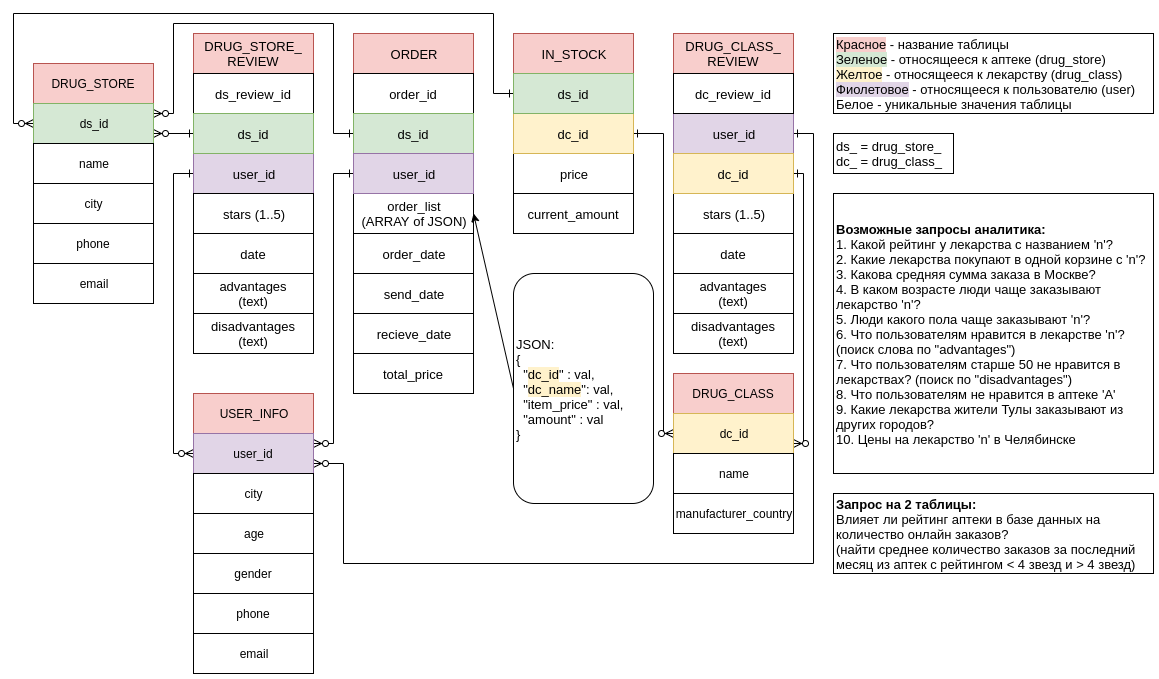 DRUG_STORE
ds_id
name
city
phone
email
DRUG_STORE_
REVIEW
ds_review_id
ds_id
user_id
stars (1..5)
date
advantages
(text)
disadvantages
(text)
USER_INFO
user_id
city
age
gender
phone
email
ORDER
order_id
ds_id
user_id
order_list
(ARRAY of JSON)
order_date
send_date
recieve_date
total_price
IN_STOCK
ds_id
dc_id
price
current_amount
JSON:
{
"dc_id" : val,
"dc_name": val,
"item_price" : val,
"amount" : val
}
DRUG_CLASS_
REVIEW
dc_review_id
user_id
dc_id
stars (1..5)
date
advantages
(text)
disadvantages
(text)
DRUG_CLASS
dc_id
name
manufacturer_country
Красное - название таблицы
Зеленое - относящееся к аптеке (drug_store)
Желтое - относящееся к лекарству (drug_class)
Фиолетовое - относящееся к пользователю (user)
Белое - уникальные значения таблицы
ds_ = drug_store_
dc_ = drug_class_
Возможные запросы аналитика:
1. Какой рейтинг у лекарства с названием 'n'?
2. Какие лекарства покупают в одной корзине с 'n'?
3. Какова средняя сумма заказа в Москве?
4. В каком возрасте люди чаще заказывают
лекарство 'n'?
5. Люди какого пола чаще заказывают 'n'?
6. Что пользователям нравится в лекарстве 'n'?
(поиск слова по "advantages")
7. Что пользователям старше 50 не нравится в
лекарствах? (поиск по "disadvantages")
8. Что пользователям не нравится в аптеке 'A'
9. Какие лекарства жители Тулы заказывают из
других городов?
10. Цены на лекарство 'n' в Челябинске
Запрос на 2 таблицы:
Влияет ли рейтинг аптеки в базе данных на
количество онлайн заказов?
(найти среднее количество заказов за последний
месяц из аптек с рейтингом < 4 звезд и > 4 звезд)